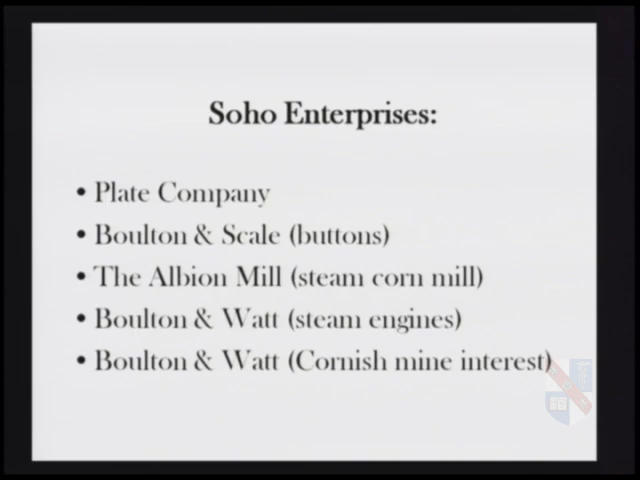 Soho Enterprises:
• Plate Company
• Boulton & Scale (buttons)
• The Albion Mill (steam corn mill)
• Boulton & Watt (steam engines)
• Boulton & Watt (Cornish mine interest)